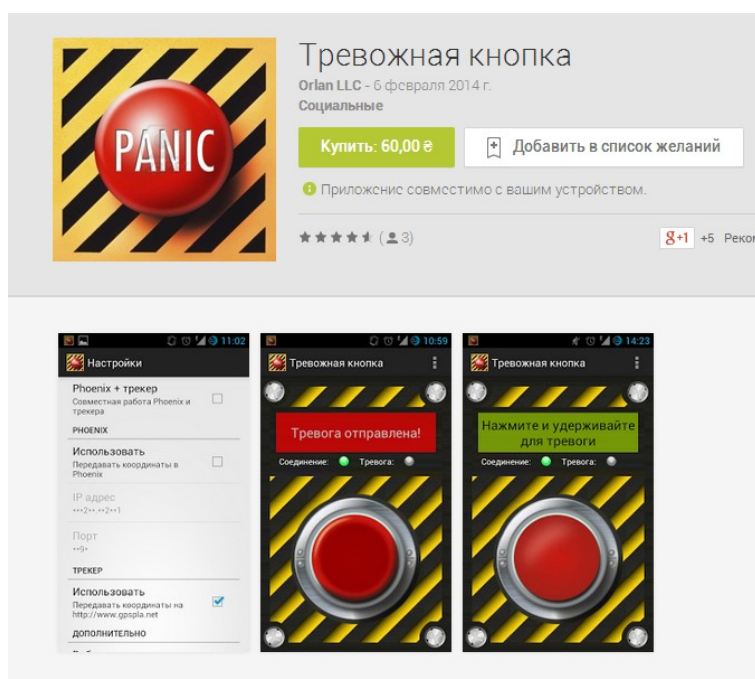 PANIC
Тревожная кнопка
Orlan LLC - 6 февраля 2014 г.
Социальные
Купить: 60,00 ₴
Добавить в список желаний
Приложение совместимо с вашим устройством.
(3)
g+1 +5 Реко
11:02
Настройки
Phoenix + трекер
Совместная работа Phoenix и
трекера
PHOENIX
Использовать
Передавать координаты в
Phoenix
IP адрес
Порт
ТРЕКЕР
Использовать
Передавать координаты на
http://www.gpspla.net
ДОПОЛНИТЕЛЬНО
10:59
Тревожная кнопка
Тревога отправлена!
Соединение: Тревога:
14:23
Тревожная кнопка
Нажмите и удерживайте
для тревоги
Соединение: Тревога: